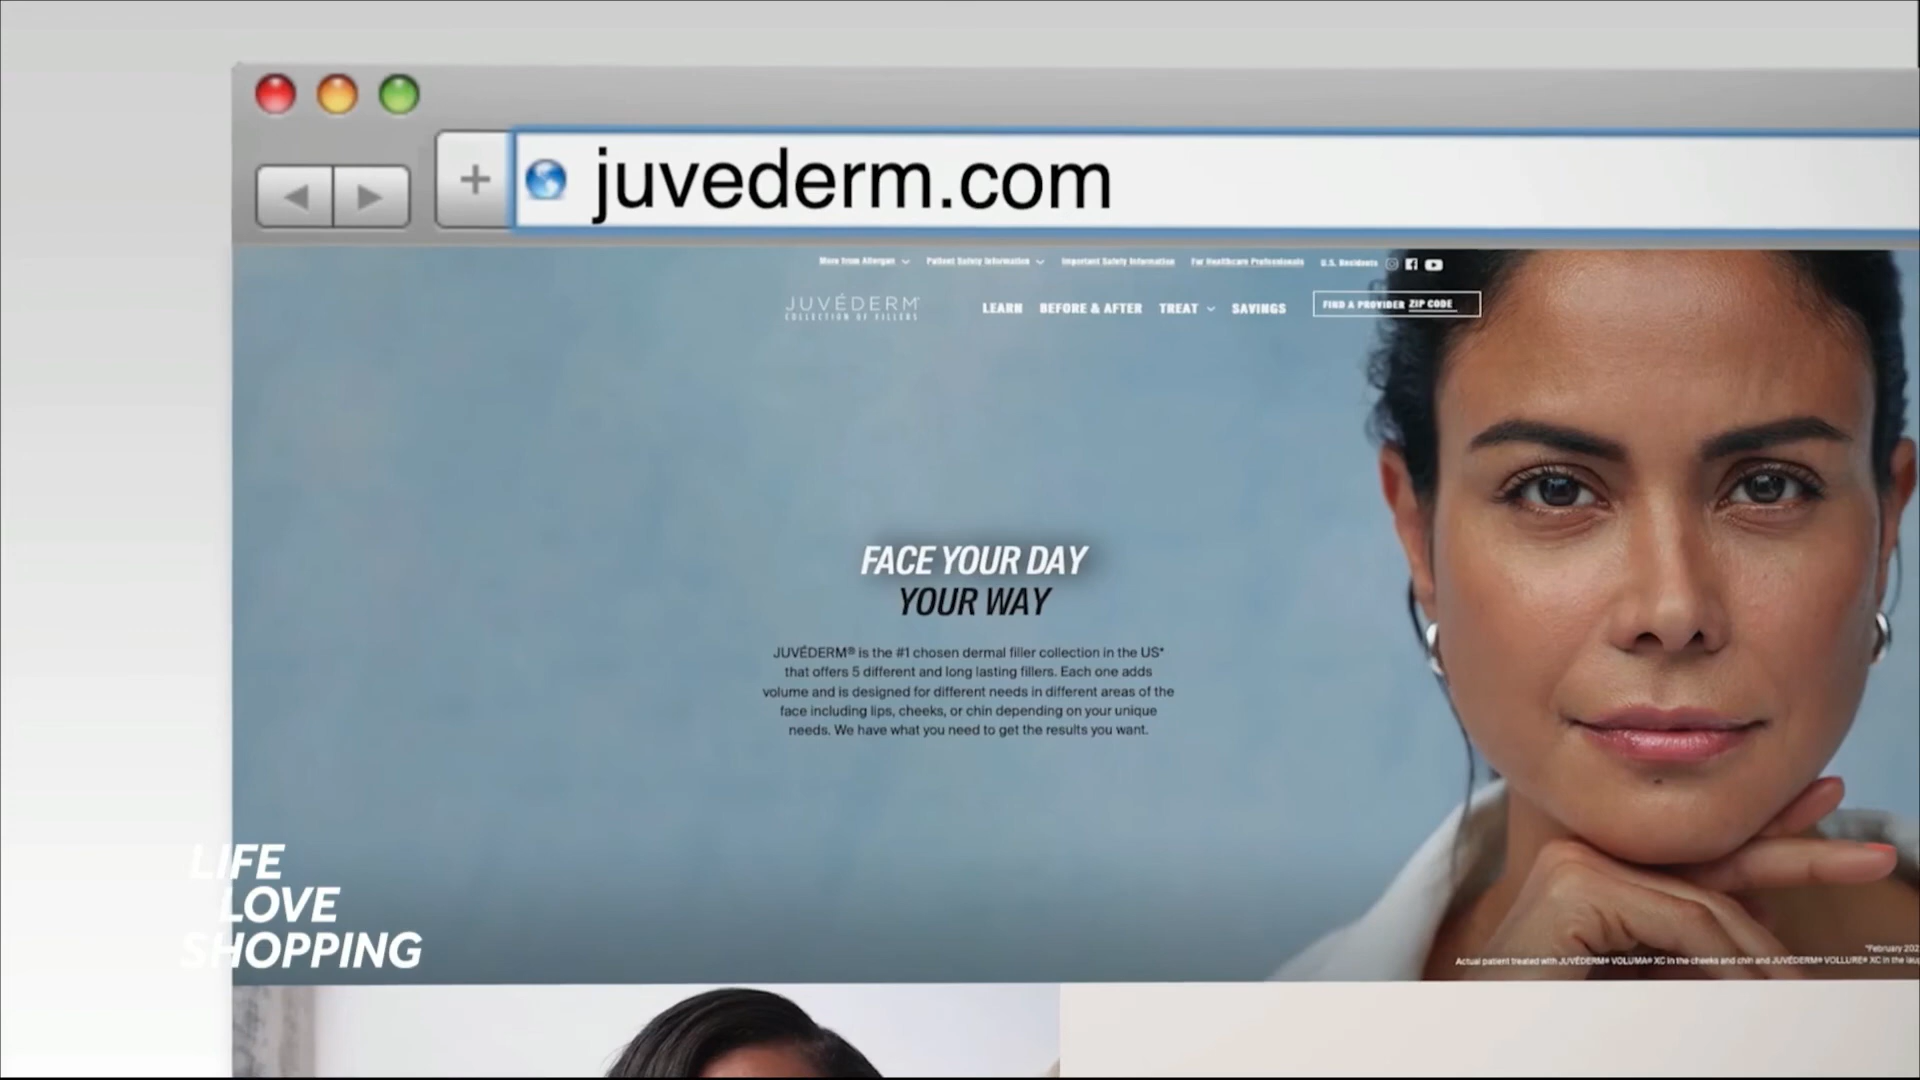 +
juvederm.com
More from Allergan Patient Safety Information Important Safety Information For Healthcare Professionals U.S. Residents
JUVÉDERM®
COLLECTION OF FILLERS
LEARN BEFORE & AFTER TREAT SAVINGS FIND A PROVIDER ZIP CODE
FACE YOUR DAY
YOUR WAY
JUVÉDERM® is the #1 chosen dermal filler collection in the US*
that offers 5 different and long lasting fillers. Each one adds
volume and is designed for different needs in different areas of the
face including lips, cheeks, or chin depending on your unique
needs. We have what you need to get the results you want.
LIFE
LOVE
SHOPPING
*February 202
Actual patient treated with JUVÉDERM® VOLUMA® XC in the cheeks and chin and JUVÉDERM® VOLLURE® XC in the